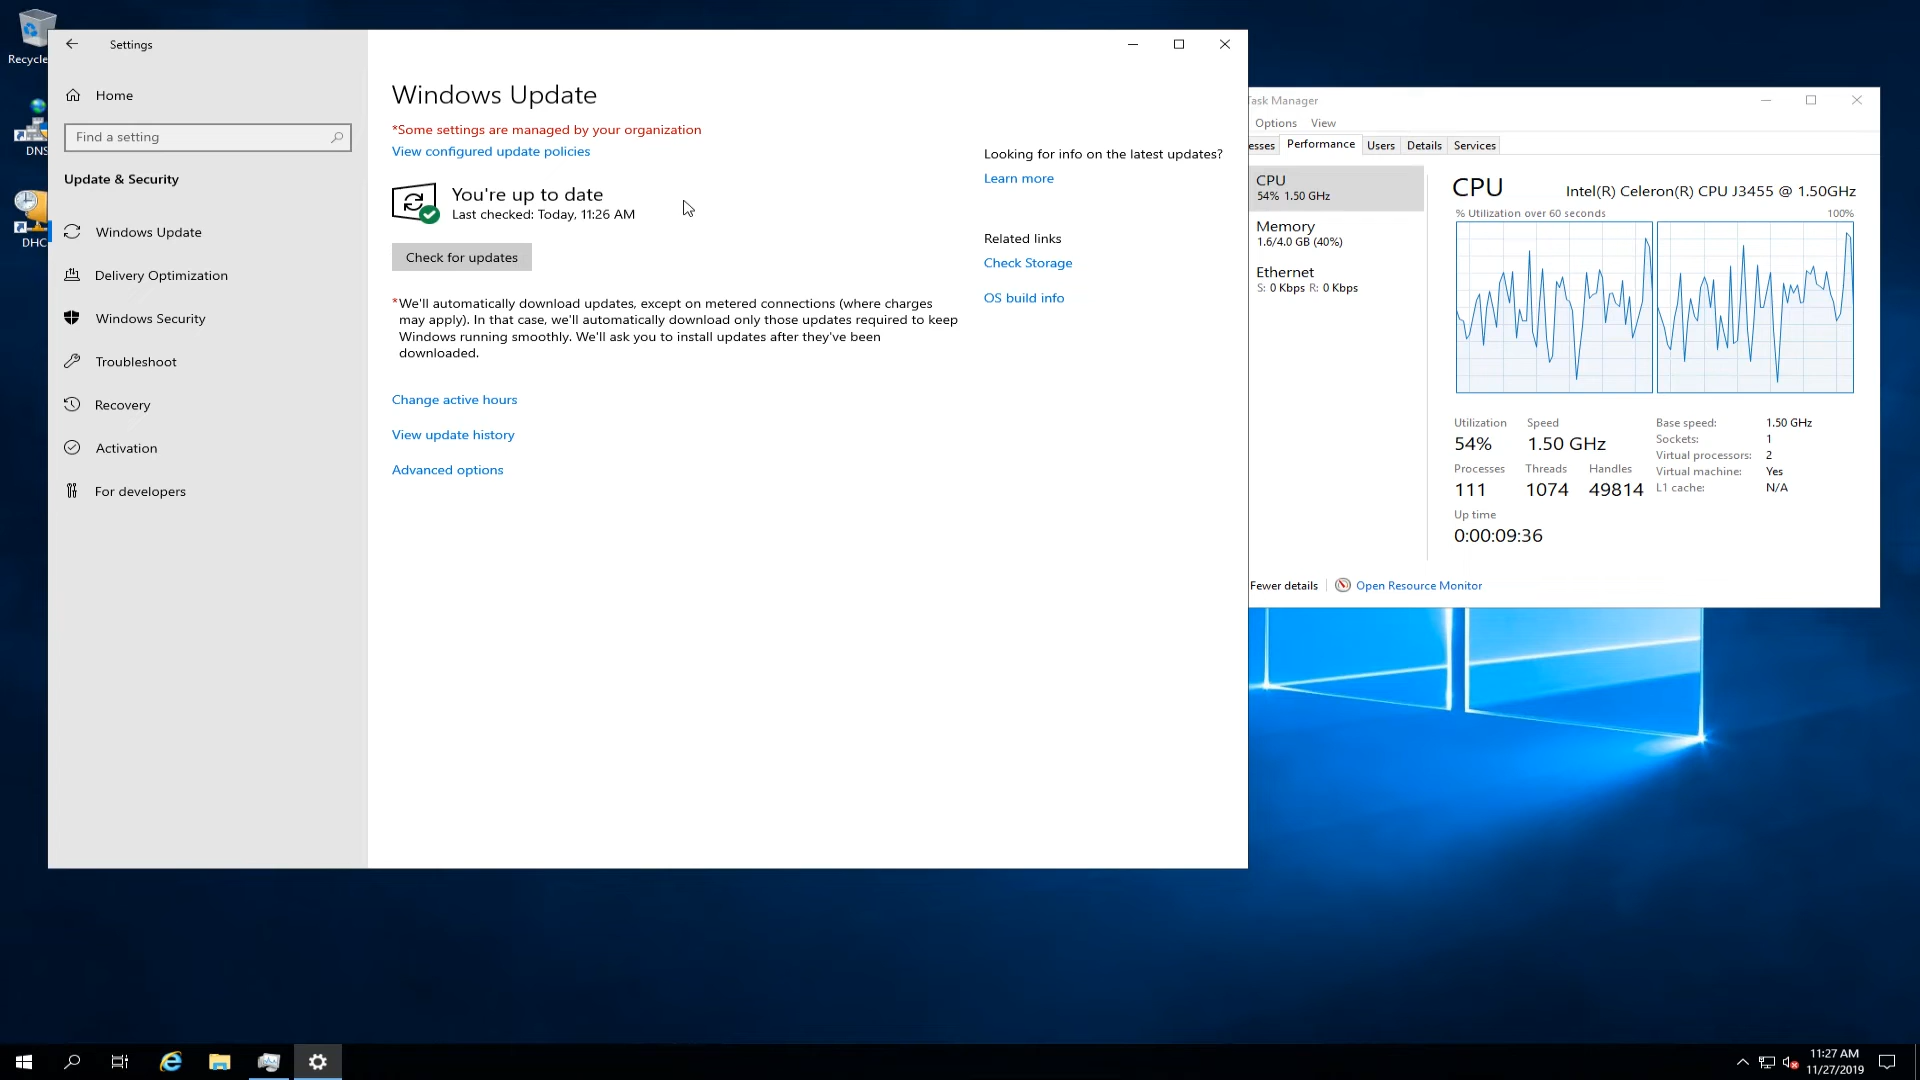 Recycle
DNS
DHC
Settings
Home
Find a setting
Update & Security
Windows Update
Delivery Optimization
Windows Security
Troubleshoot
Recovery
Activation
For developers
Windows Update
*Some settings are managed by your organization
View configured update policies
You're up to date
Last checked: Today, 11:26 AM
Check for updates
*We'll automatically download updates, except on metered connections (where charges
may apply). In that case, we'll automatically download only those updates required to keep
Windows running smoothly. We'll ask you to install updates after they've been
downloaded.
Change active hours
View update history
Advanced options
Looking for info on the latest updates?
Learn more
Related links
Check Storage
OS build info
Task Manager
Options View
esses Performance Users Details Services
CPU
54% 1.50 GHz
Memory
1.6/4.0 GB (40%)
Ethernet
S: 0 Kbps R: 0 Kbps
CPU Intel(R) Celeron(R) CPU J3455 @ 1.50GHz
% Utilization over 60 seconds 100%
Utilization Speed
54% 1.50 GHz
Processes Threads Handles
111 1074 49814
Up time
0:00:09:36
Base speed: 1.50 GHz
Sockets: 1
Virtual processors: 2
Virtual machine: Yes
L1 cache: N/A
Fewer details Open Resource Monitor
11:27 AM
11/27/2019